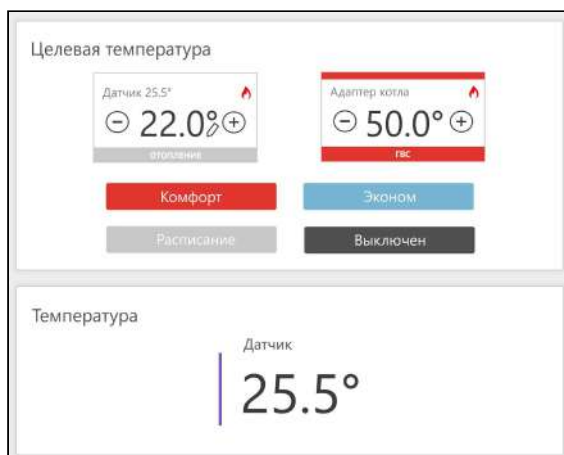 Целевая температура
Датчик 25.5°
Адаптер котла
22.0°
50.0°
отопление
ГВС
Комфорт
Эконом
Расписание
Выключен
Температура
Датчик
25.5°